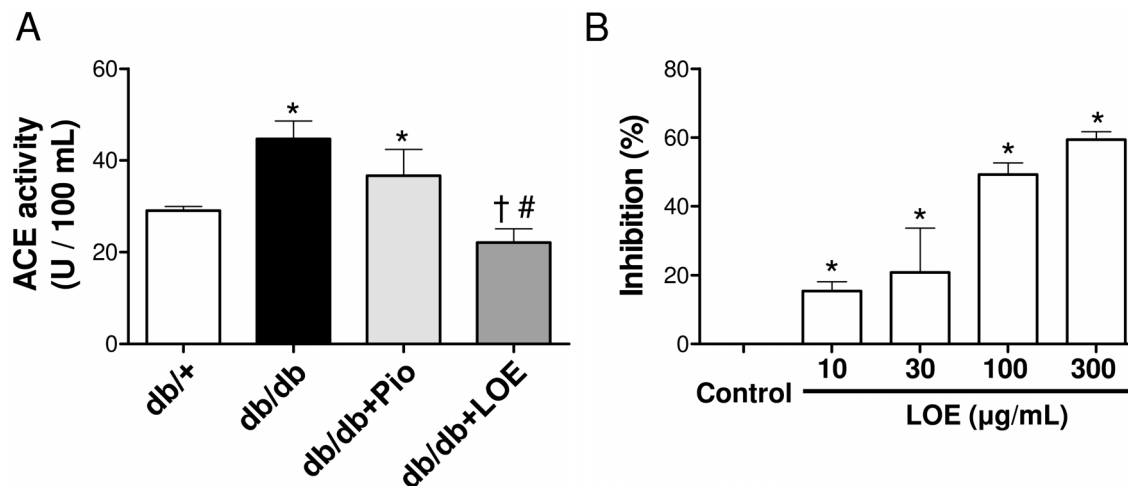 A
ACE activity
(U / 100 mL)
60
40
20
0
*
*
† #
db/+
db/db
db/db+Pio
db/db+LOE
B
Inhibition (%)
80
60
40
20
0
*
*
*
*
Control
10 30 100 300
LOE (µg/mL)